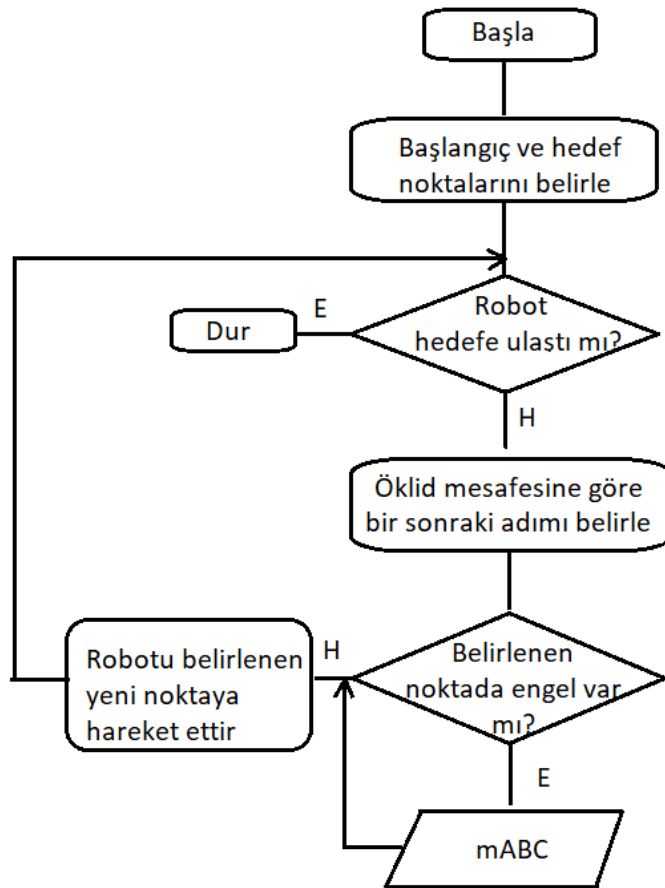 Başla
Başlangıç ve hedef
noktalarını belirle
Robot
hedefe ulaştı mı?
E
Dur
H
Öklid mesafesine göre
bir sonraki adımı belirle
Belirlenen
noktada engel var
mı?
H
Robotu belirlenen
yeni noktaya
hareket ettir
E
mABC